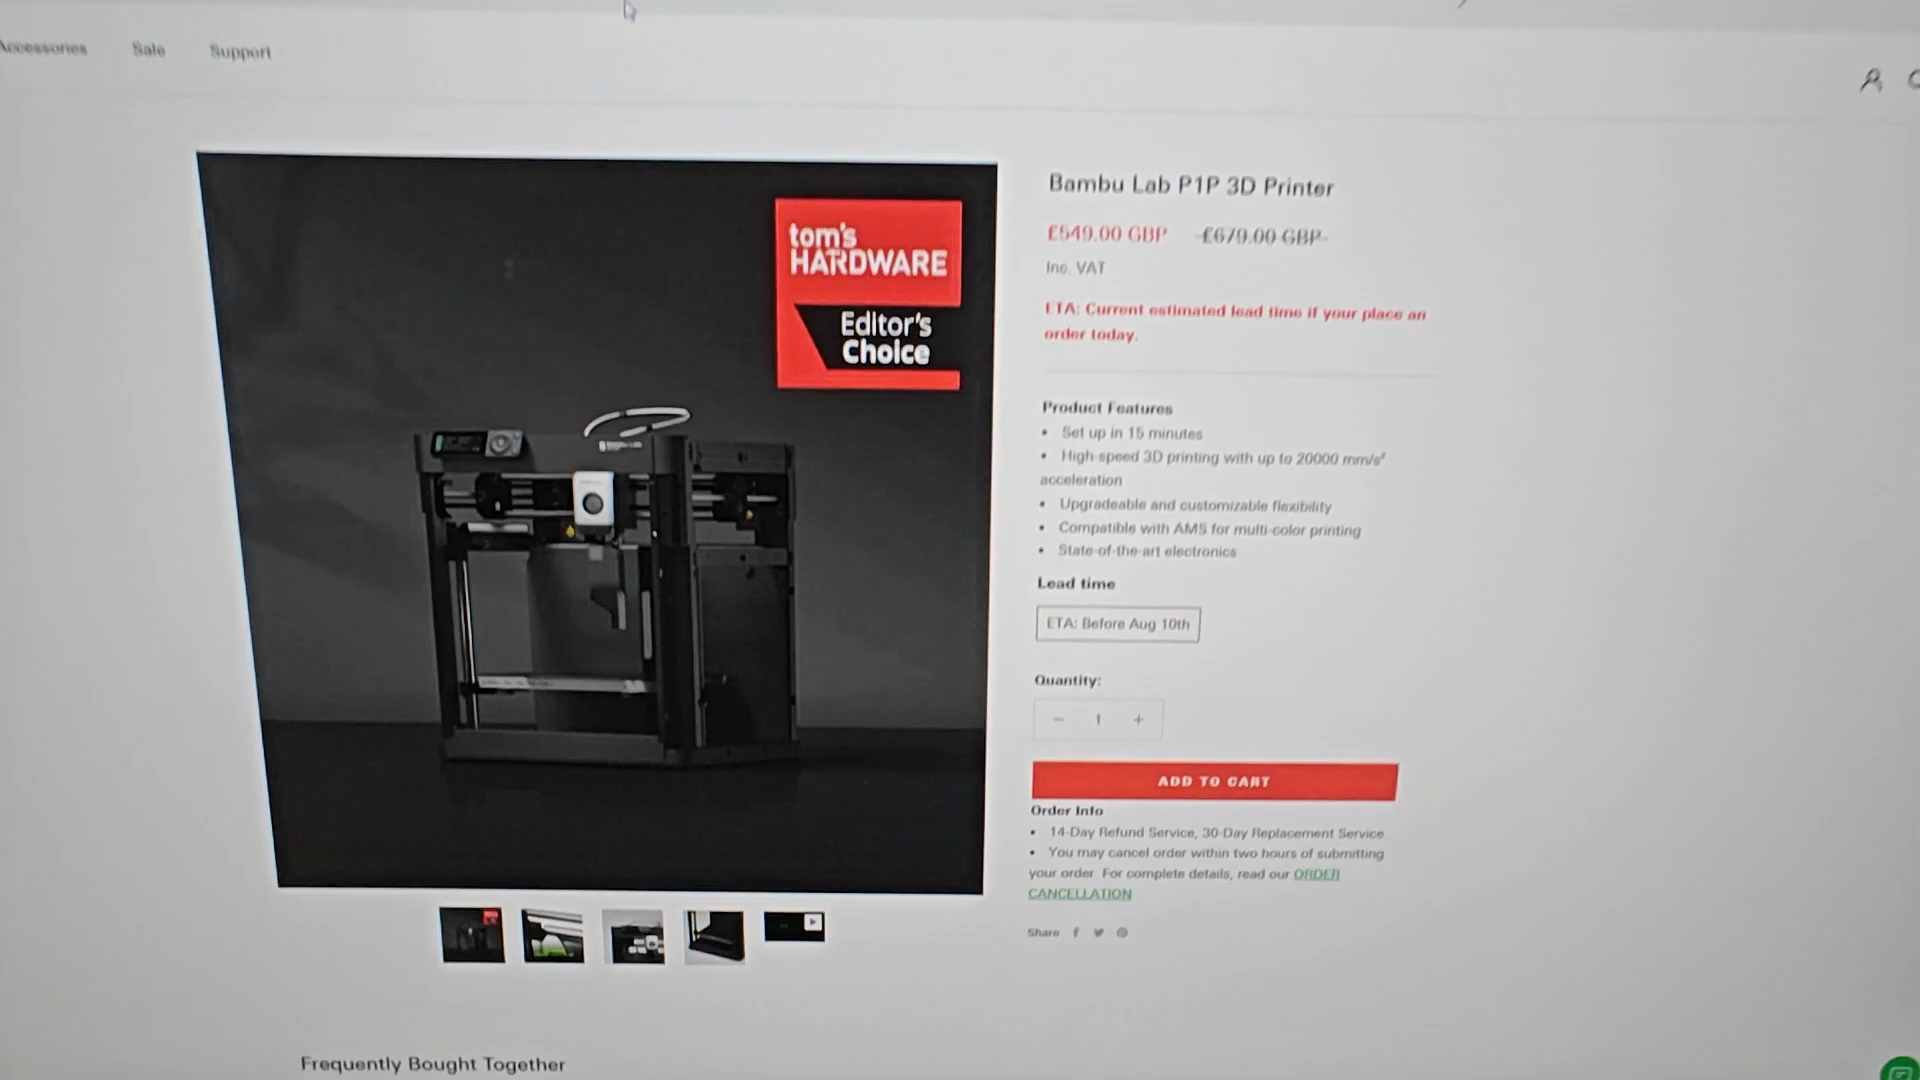 Accessories Sale Support
tom's
HARDWARE
Editor's
Choice
Bambu Lab P1P 3D Printer
£549.00 GBP £679.00 GBP
Inc. VAT
ETA: Current estimated lead time if your place an
order today.
Product Features
• Set up in 15 minutes
• High-speed 3D printing with up to 20000 mm/s²
acceleration
• Upgradeable and customizable flexibility
• Compatible with AMS for multi-color printing
• State-of-the-art electronics
Lead time
ETA: Before Aug 10th
Quantity:
− 1 +
ADD TO CART
Order Info
• 14-Day Refund Service, 30-Day Replacement Service
• You may cancel order within two hours of submitting
your order. For complete details, read our ORDER
CANCELLATION
Share
Frequently Bought Together